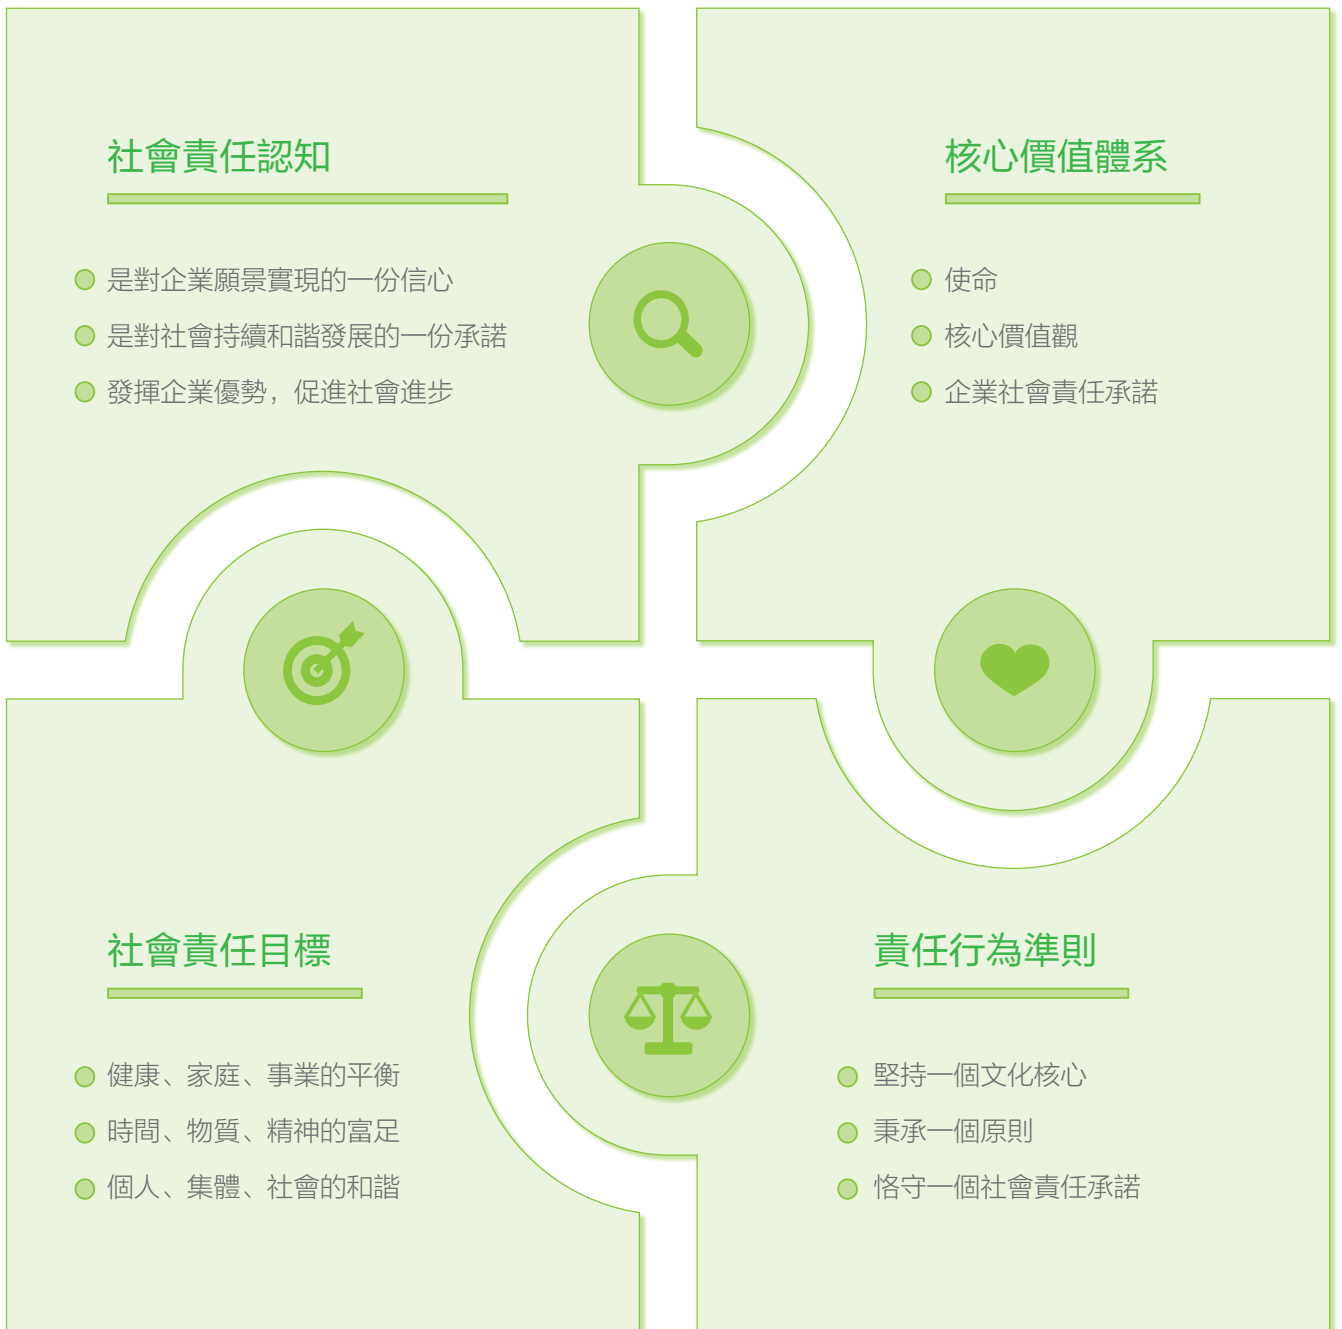 社會責任認知
是對企業願景實現的一份信心
是對社會持續和諧發展的一份承諾
發揮企業優勢，促進社會進步
核心價值體系
使命
核心價值觀
企業社會責任承諾
社會責任目標
健康、家庭、事業的平衡
時間、物質、精神的富足
個人、集體、社會的和諧
責任行為準則
堅持一個文化核心
秉承一個原則
恪守一個社會責任承諾